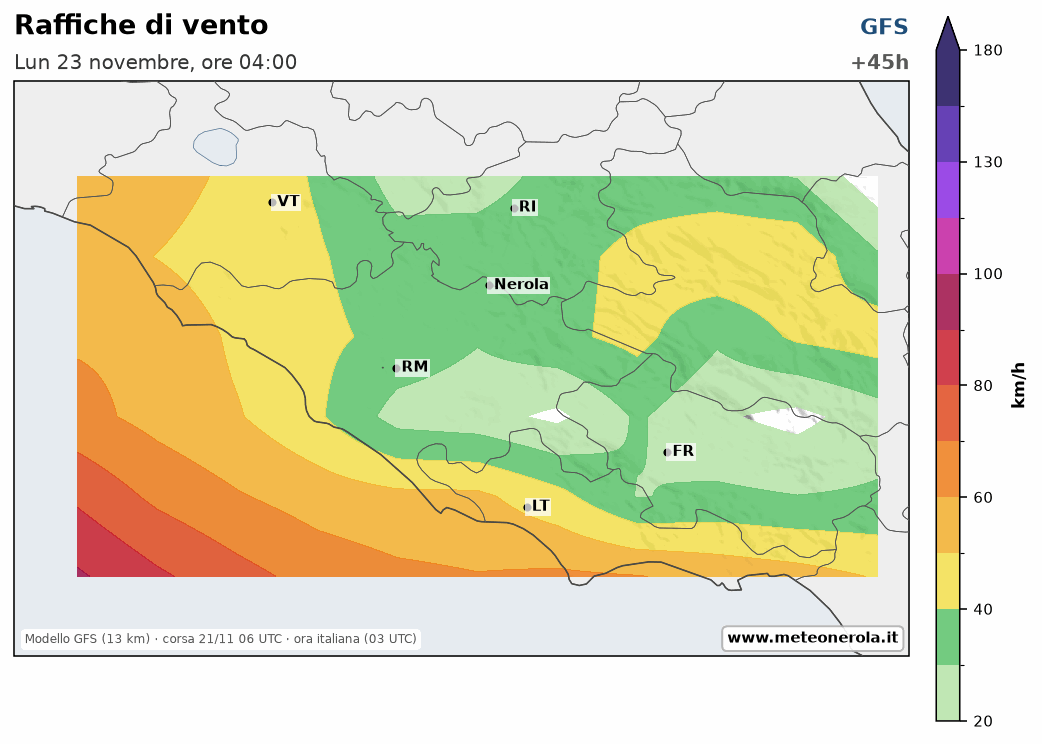 Raffiche di vento
GFS
Lun 23 novembre, ore 04:00
+45h
VT
RI
Nerola
RM
FR
LT
Modello GFS (13 km) · corsa 21/11 06 UTC · ora italiana (03 UTC)
www.meteonerola.it
180
130
100
80
60
40
20
km/h